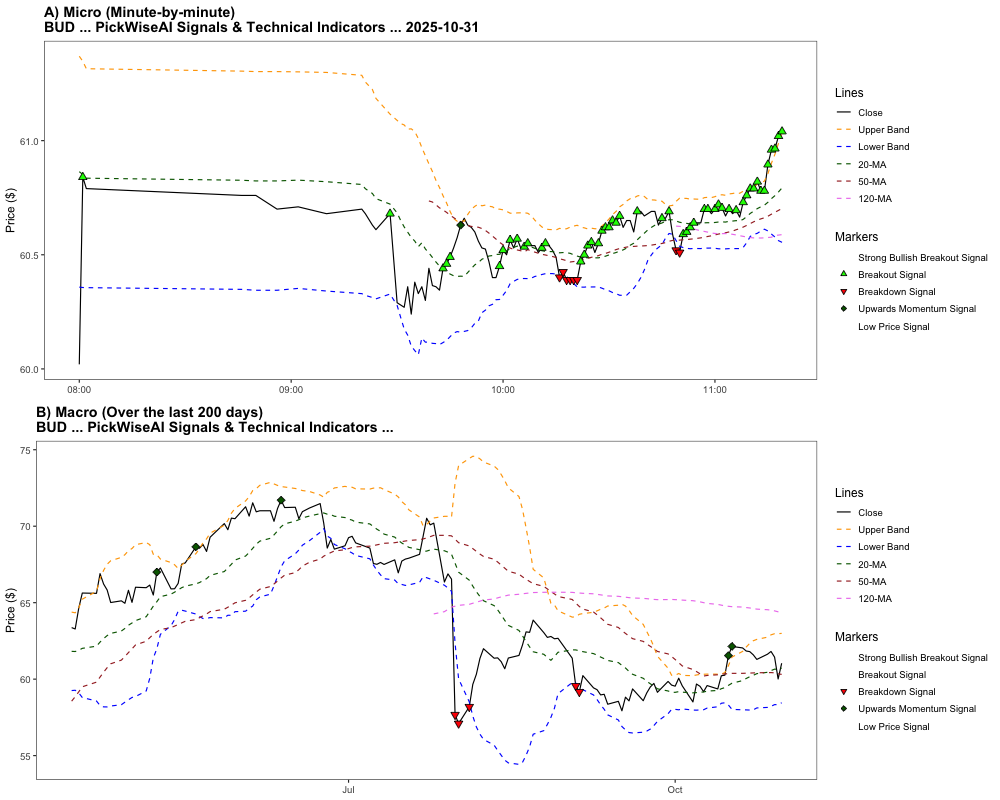 A) Micro (Minute-by-minute)
BUD ... PickWiseAI Signals & Technical Indicators ... 2025-10-31
Price ($)
61.0
60.5
60.0
08:00
09:00
10:00
11:00
Lines
Close
Upper Band
Lower Band
20-MA
50-MA
120-MA
Markers
Strong Bullish Breakout Signal
Breakout Signal
Breakdown Signal
Upwards Momentum Signal
Low Price Signal
B) Macro (Over the last 200 days)
BUD ... PickWiseAI Signals & Technical Indicators ...
Price ($)
75
70
65
60
55
Jul
Oct
Lines
Close
Upper Band
Lower Band
20-MA
50-MA
120-MA
Markers
Strong Bullish Breakout Signal
Breakout Signal
Breakdown Signal
Upwards Momentum Signal
Low Price Signal